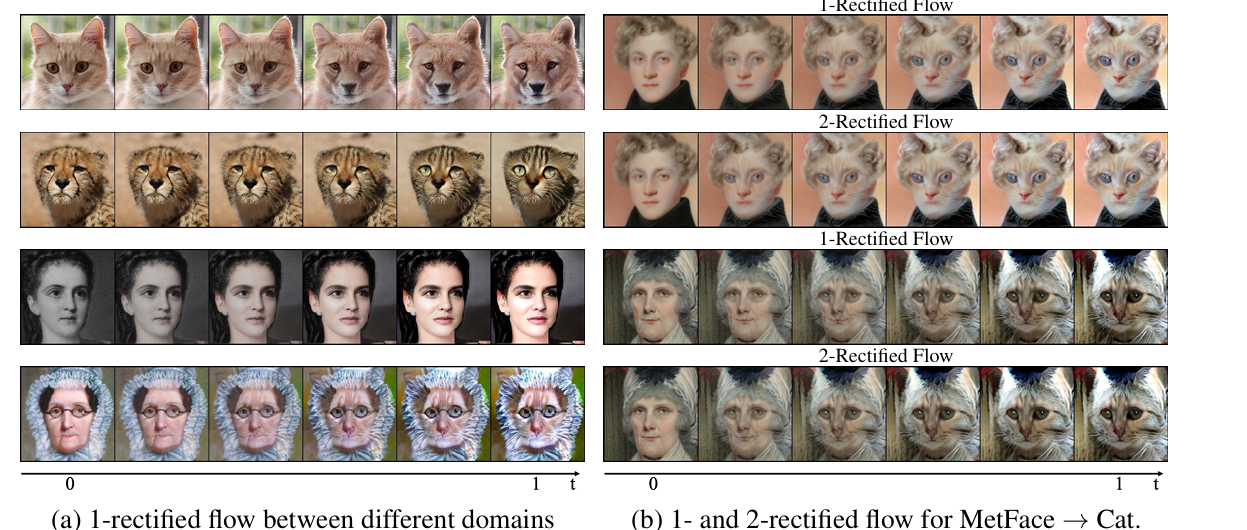 1-Rectified Flow
2-Rectified Flow
1-Rectified Flow
2-Rectified Flow
0 1 t
0 1 t
(a) 1-rectified flow between different domains
(b) 1- and 2-rectified flow for MetFace → Cat.